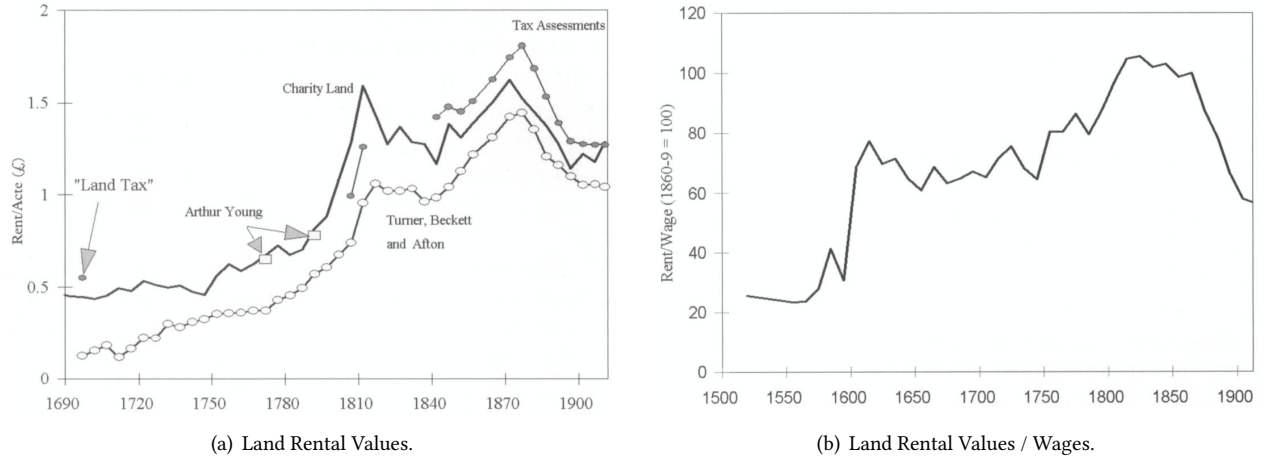 2
1.5
1
0.5
0
Rent/Acte (£)
1690
1720
1750
1780
1810
1840
1870
1900
Tax Assessments
Charity Land
"Land Tax"
Arthur Young
Turner, Beckett
and Afton
(a) Land Rental Values.
120
100
80
60
40
20
0
Rent/Wage (1860-9 = 100)
1500
1550
1600
1650
1700
1750
1800
1850
1900
(b) Land Rental Values / Wages.